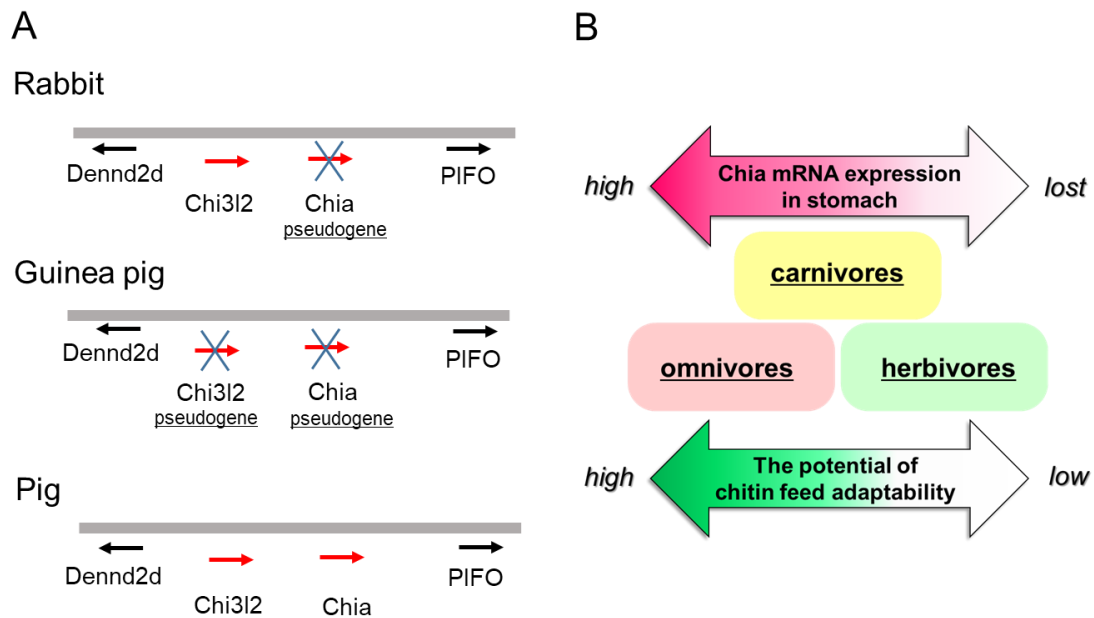 A
Rabbit
Dennd2d
Chi3l2
Chia
pseudogene
PIFO
Guinea pig
Dennd2d
Chi3l2
pseudogene
Chia
pseudogene
PIFO
Pig
Dennd2d
Chi3l2
Chia
PIFO
B
high
Chia mRNA expression
in stomach
lost
carnivores
omnivores
herbivores
high
The potential of
chitin feed adaptability
low